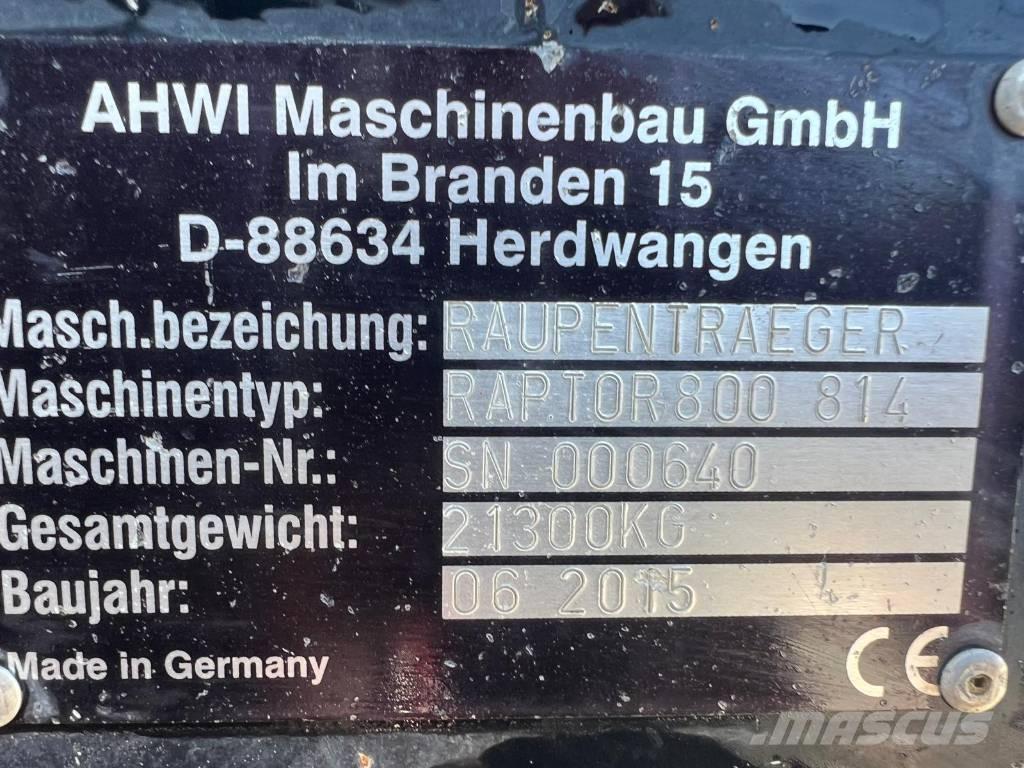 AHWI Maschinenbau GmbH
Im Branden 15
D-88634 Herdwangen
Masch.bezeichung: RAUPENTRAEGER
Maschinentyp: RAPTOR800 814
Maschinen-Nr.: SN 000640
Gesamtgewicht: 21300KG
Baujahr: 06 2015
Made in Germany CE
MASCUS